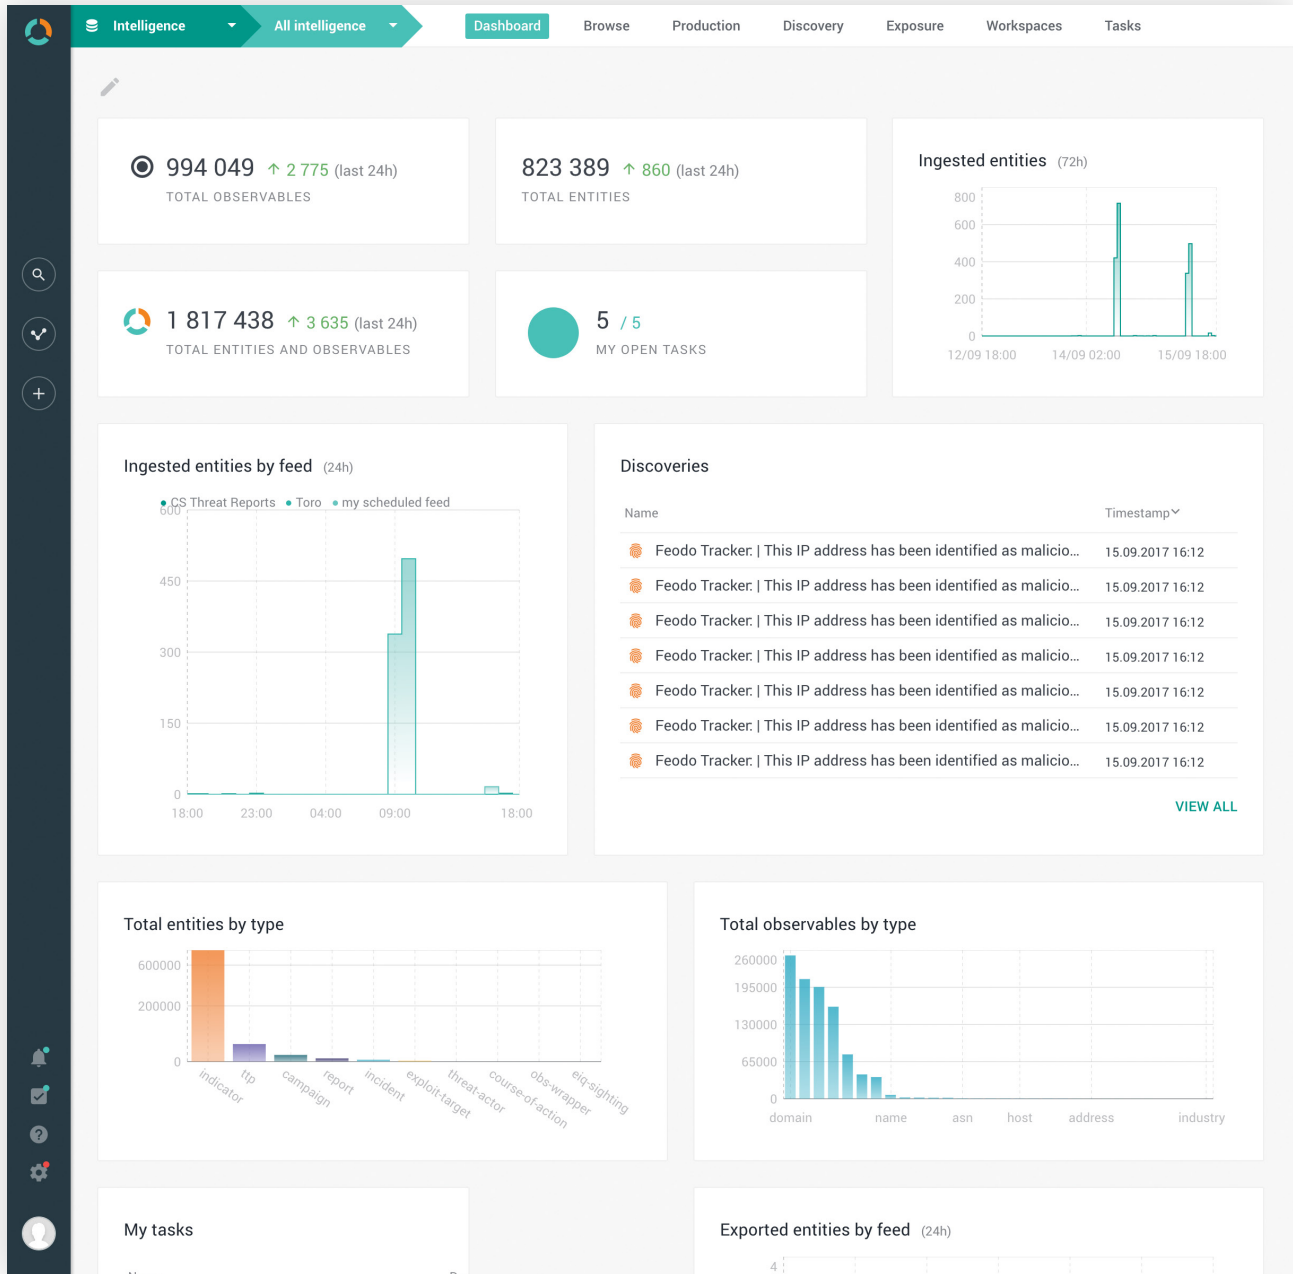 Intelligence
All intelligence
Dashboard
Browse
Production
Discovery
Exposure
Workspaces
Tasks
994 049 ↑ 2 775 (last 24h)
TOTAL OBSERVABLES
823 389 ↑ 860 (last 24h)
TOTAL ENTITIES
1 817 438 ↑ 3 635 (last 24h)
TOTAL ENTITIES AND OBSERVABLES
5 / 5
MY OPEN TASKS
Ingested entities (72h)
800
600
400
200
0
12/09 18:00 14/09 02:00 15/09 18:00
Ingested entities by feed (24h)
CS Threat Reports Toro my scheduled feed
600
450
300
150
0
18:00 23:00 04:00 09:00 18:00
Discoveries
Name Timestamp
Feodo Tracker: | This IP address has been identified as malicio... 15.09.2017 16:12
Feodo Tracker: | This IP address has been identified as malicio... 15.09.2017 16:12
Feodo Tracker: | This IP address has been identified as malicio... 15.09.2017 16:12
Feodo Tracker: | This IP address has been identified as malicio... 15.09.2017 16:12
Feodo Tracker: | This IP address has been identified as malicio... 15.09.2017 16:12
Feodo Tracker: | This IP address has been identified as malicio... 15.09.2017 16:12
Feodo Tracker: | This IP address has been identified as malicio... 15.09.2017 16:12
VIEW ALL
Total entities by type
600000
200000
0
indicator ttp campaign report incident exploit-target threat-actor course-of-action obs-wrapper eiq-sighting
Total observables by type
260000
195000
130000
65000
0
domain name asn host address industry
My tasks
Exported entities by feed (24h)
4